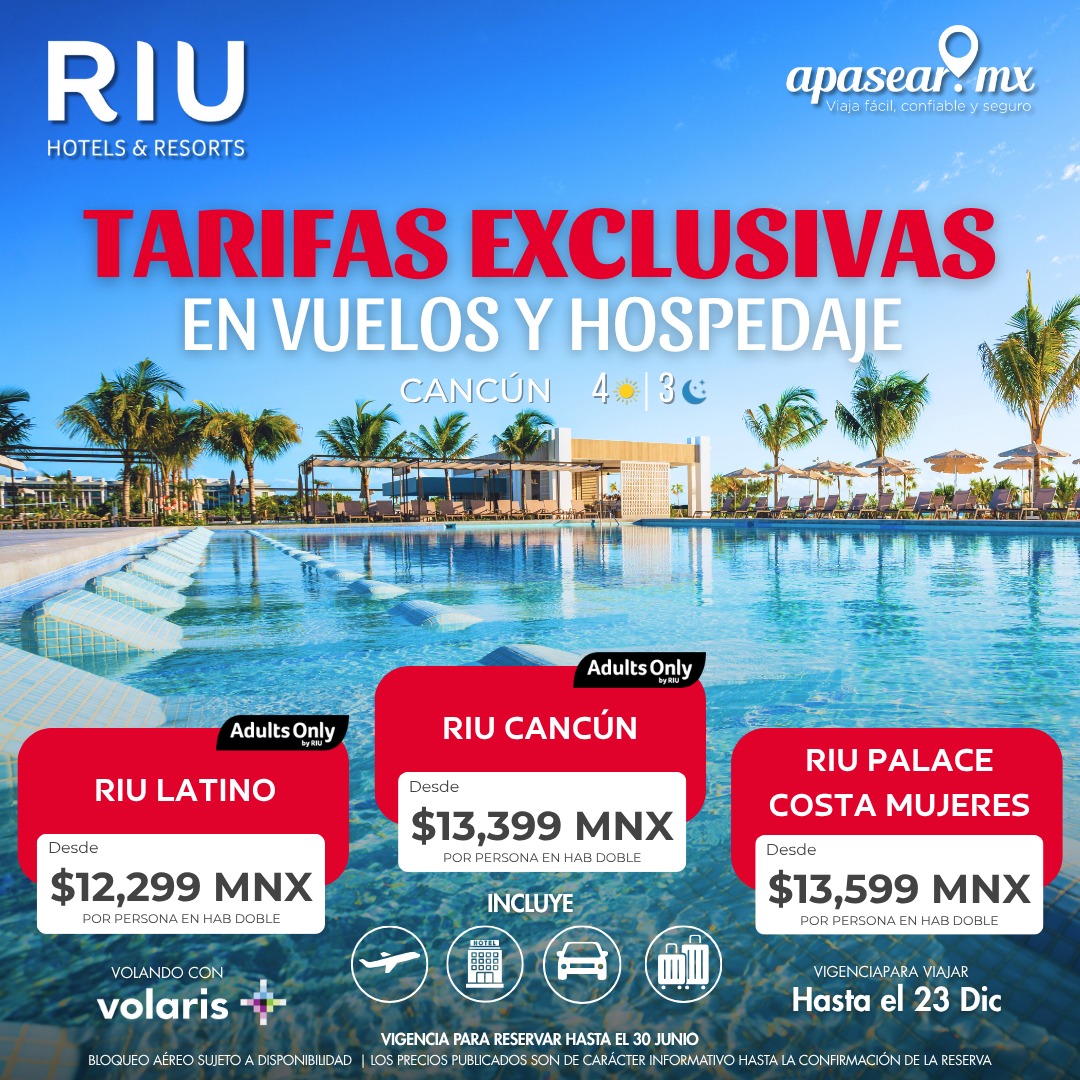 RIU
HOTELS & RESORTS
apasear.mx
Viaja fácil, confiable y seguro
TARIFAS EXCLUSIVAS
EN VUELOS Y HOSPEDAJE
CANCÚN 4 | 3
Adults Only
by RIU
RIU LATINO
Desde
$12,299 MNX
POR PERSONA EN HAB DOBLE
Adults Only
by RIU
RIU CANCÚN
Desde
$13,399 MNX
POR PERSONA EN HAB DOBLE
RIU PALACE
COSTA MUJERES
Desde
$13,599 MNX
POR PERSONA EN HAB DOBLE
INCLUYE
HOTEL
VOLANDO CON
volaris
VIGENCIAPARA VIAJAR
Hasta el 23 Dic
VIGENCIA PARA RESERVAR HASTA EL 30 JUNIO
BLOQUEO AÉREO SUJETO A DISPONIBILIDAD | LOS PRECIOS PUBLICADOS SON DE CARÁCTER INFORMATIVO HASTA LA CONFIRMACIÓN DE LA RESERVA